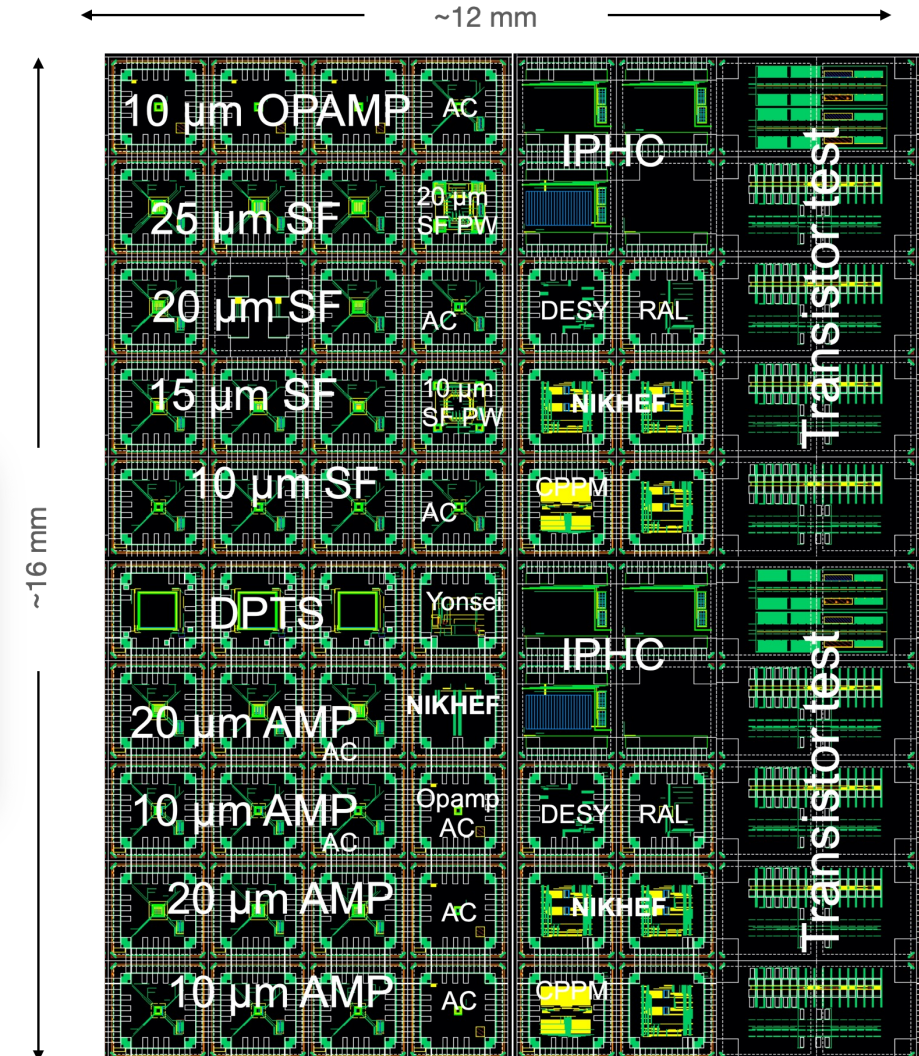 ~12 mm
~16 mm
10 µm OPAMP
AC
IPHC
Transistor test
25 µm SF
20 µm
SF PW
20 µm SF
AC
DESY
RAL
15 µm SF
10 µm
SF PW
NIKHEF
10 µm SF
AC
CPPM
DPTS
Yonsei
IPHC
Transistor test
20 µm AMP
AC
NIKHEF
10 µm AMP
AC
Opamp
AC
DESY
RAL
20 µm AMP
AC
NIKHEF
10 µm AMP
AC
CPPM